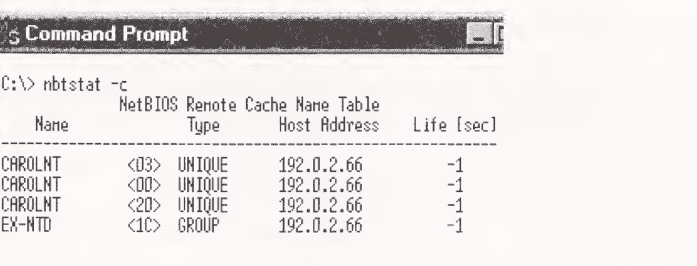 Command Prompt
C:\> nbtstat -c
NetBIOS Remote Cache Name Table
Name Type Host Address Life [sec]
------------------------------------------------------------
CAROLNT <03> UNIQUE 192.0.2.66 -1
CAROLNT <00> UNIQUE 192.0.2.66 -1
CAROLNT <20> UNIQUE 192.0.2.66 -1
EX-NTD <1C> GROUP 192.0.2.66 -1